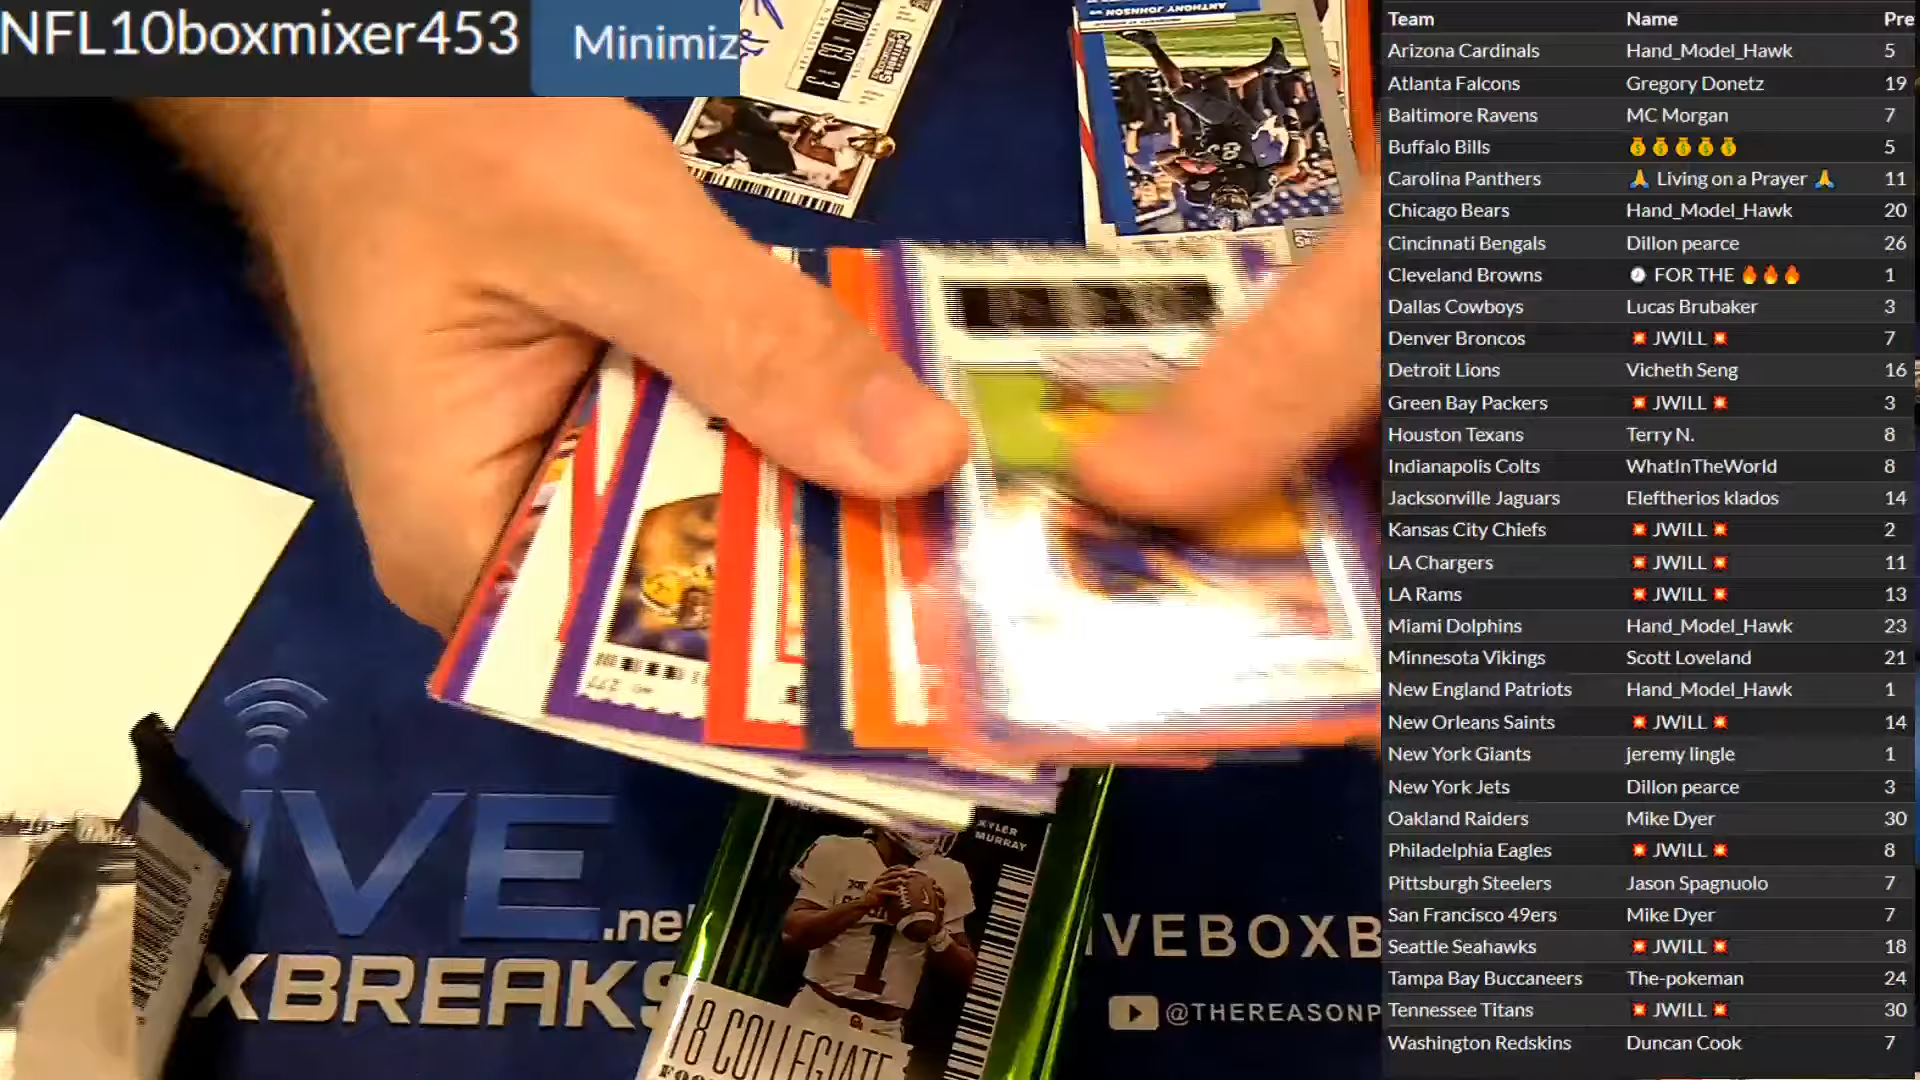 NFL10boxmixer453 Minimiz
ANTHONY JOHNSON
Team Name Pre
Arizona Cardinals Hand_Model_Hawk 5
Atlanta Falcons Gregory Donetz 19
Baltimore Ravens MC Morgan 7
Buffalo Bills 💰💰💰💰💰 5
Carolina Panthers 🙏 Living on a Prayer 🙏 11
Chicago Bears Hand_Model_Hawk 20
Cincinnati Bengals Dillon pearce 26
Cleveland Browns 🕗 FOR THE 🔥🔥🔥 1
Dallas Cowboys Lucas Brubaker 3
Denver Broncos 💥 JWILL 💥 7
Detroit Lions Vicheth Seng 16
Green Bay Packers 💥 JWILL 💥 3
Houston Texans Terry N. 8
Indianapolis Colts WhatInTheWorld 8
Jacksonville Jaguars Eleftherios klados 14
Kansas City Chiefs 💥 JWILL 💥 2
LA Chargers 💥 JWILL 💥 11
LA Rams 💥 JWILL 💥 13
Miami Dolphins Hand_Model_Hawk 23
Minnesota Vikings Scott Loveland 21
New England Patriots Hand_Model_Hawk 1
New Orleans Saints 💥 JWILL 💥 14
New York Giants jeremy lingle 1
New York Jets Dillon pearce 3
Oakland Raiders Mike Dyer 30
Philadelphia Eagles 💥 JWILL 💥 8
Pittsburgh Steelers Jason Spagnuolo 7
San Francisco 49ers Mike Dyer 7
Seattle Seahawks 💥 JWILL 💥 18
Tampa Bay Buccaneers The-pokeman 24
Tennessee Titans 💥 JWILL 💥 30
Washington Redskins Duncan Cook 7
IVE.ne
XBREAKS
KYLER
MURRAY
1
18 COLLEGIATE
IVEBOXB
@THEREASONP